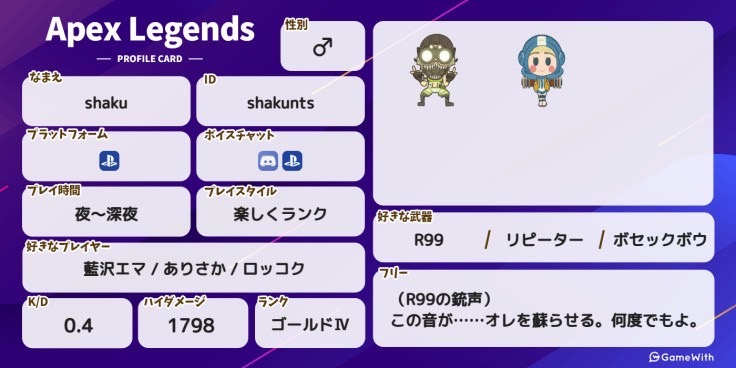 Apex Legends
PROFILE CARD
性別
♂
なまえ
shaku
ID
shakunts
プラットフォーム
ボイスチャット
プレイ時間
夜〜深夜
プレイスタイル
楽しくランク
好きなプレイヤー
藍沢エマ / ありさか / ロッコク
K/D
0.4
ハイダメージ
1798
ランク
ゴールドⅣ
好きな武器
R99 / リピーター / ボセックボウ
フリー
（R99の銃声）
この音が……オレを蘇らせる。何度でもよ。
GameWith